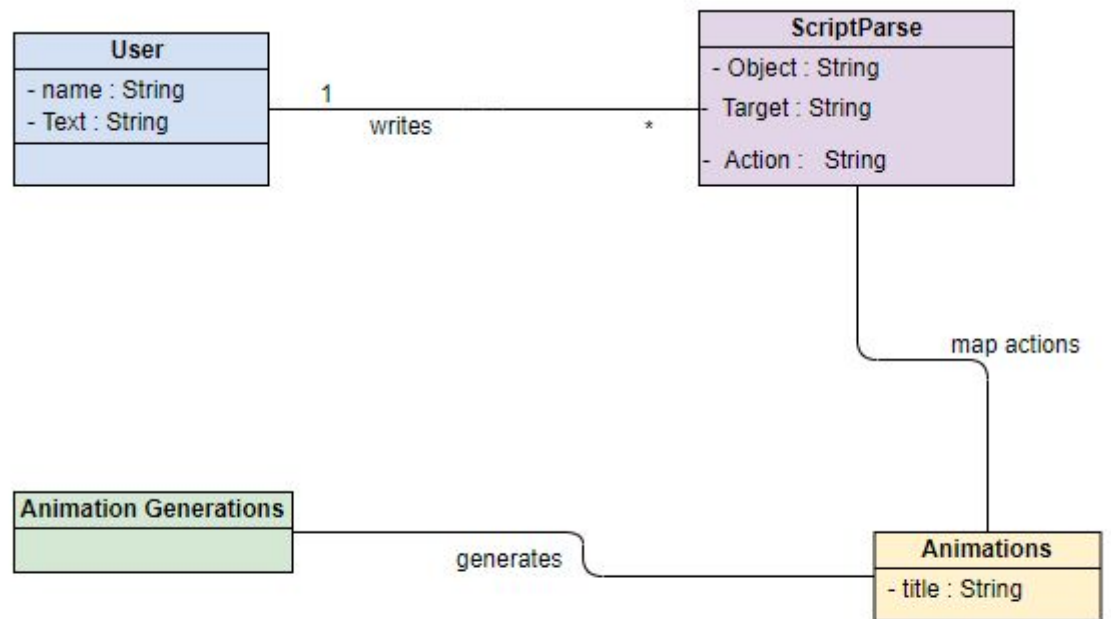 User
- name : String
- Text : String
1
writes
*
ScriptParse
- Object : String
- Target : String
- Action : String
map actions
Animation Generations
generates
Animations
- title : String